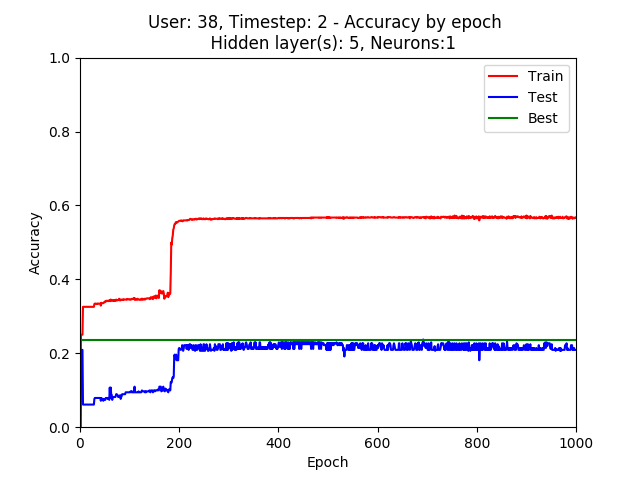 User: 38, Timestep: 2 - Accuracy by epoch
Hidden layer(s): 5, Neurons:1
1.0
0.8
0.6
0.4
0.2
0.0
Accuracy
Train
Test
Best
0 200 400 600 800 1000
Epoch